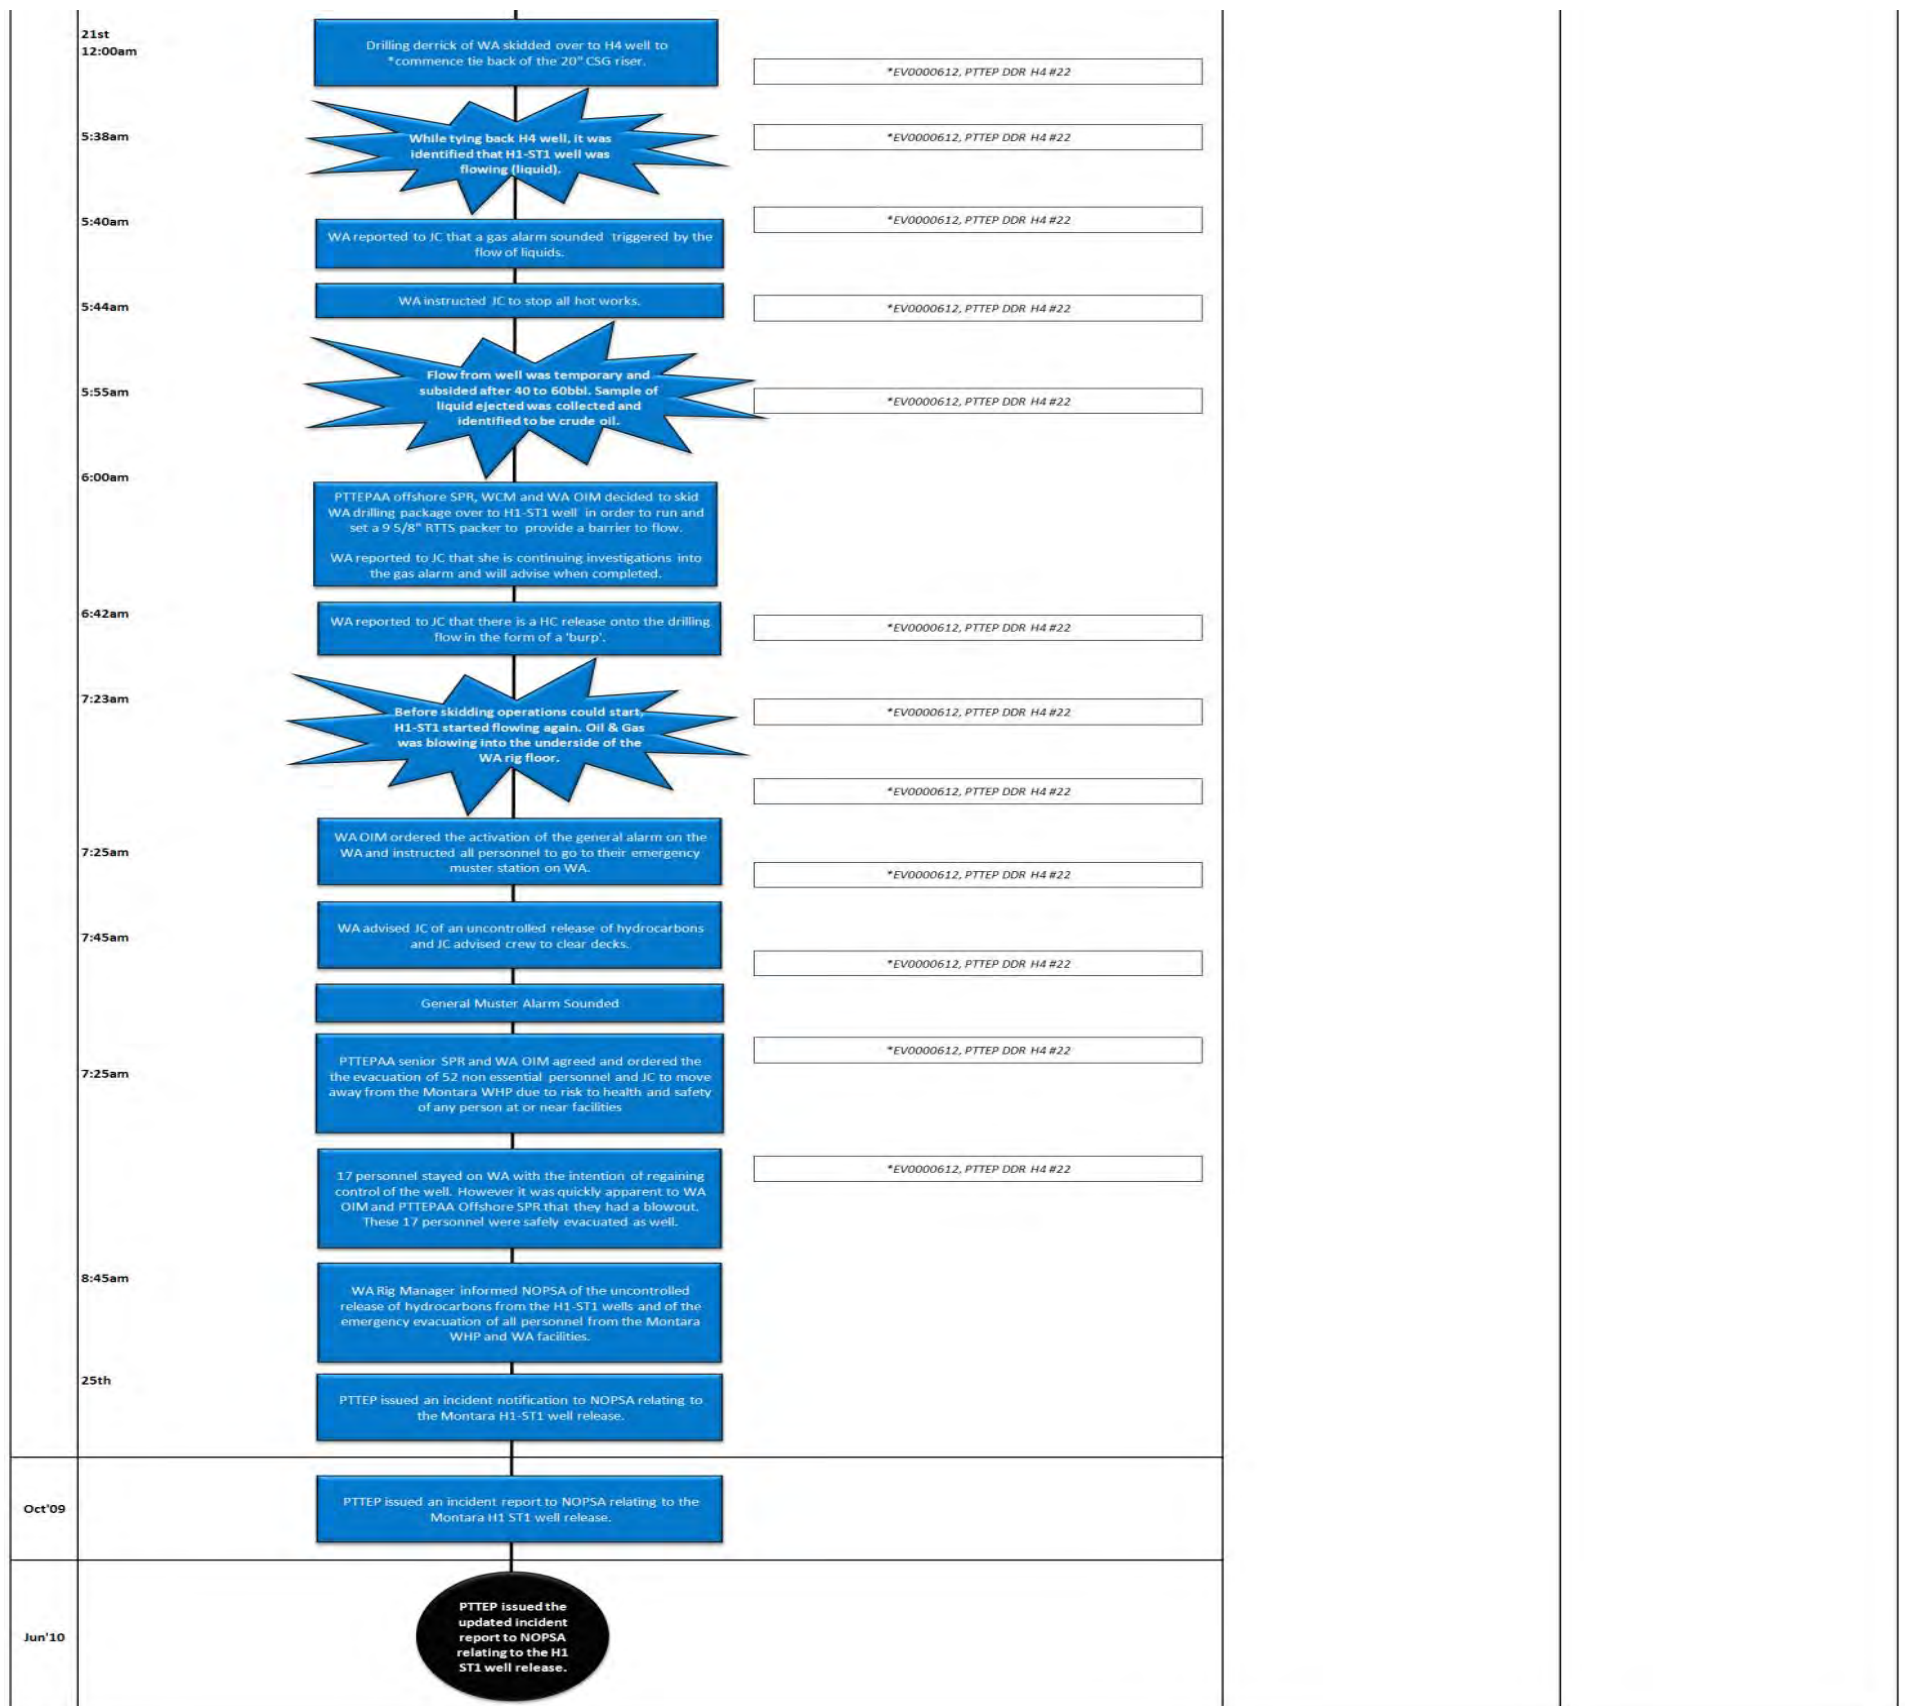 21st
12:00am
Drilling derrick of WA skidded over to H4 well to
*commence tie back of the 20" CSG riser.
*EV0000612, PTTEP DDR H4 #22
5:38am
While tying back H4 well, it was
identified that H1-ST1 well was
flowing (liquid).
*EV0000612, PTTEP DDR H4 #22
5:40am
WA reported to JC that a gas alarm sounded triggered by the
flow of liquids.
*EV0000612, PTTEP DDR H4 #22
5:44am
WA instructed JC to stop all hot works.
*EV0000612, PTTEP DDR H4 #22
5:55am
Flow from well was temporary and
subsided after 40 to 60bbl. Sample of
liquid ejected was collected and
identified to be crude oil.
*EV0000612, PTTEP DDR H4 #22
6:00am
PTTEPAA offshore SPR, WCM and WA OIM decided to skid
WA drilling package over to H1-ST1 well in order to run and
set a 9 5/8" RTTS packer to provide a barrier to flow.
WA reported to JC that she is continuing investigations into
the gas alarm and will advise when completed.
6:42am
WA reported to JC that there is a HC release onto the drilling
flow in the form of a 'burp'.
*EV0000612, PTTEP DDR H4 #22
7:23am
Before skidding operations could start,
H1-ST1 started flowing again. Oil & Gas
was blowing into the underside of the
WA rig floor.
*EV0000612, PTTEP DDR H4 #22
*EV0000612, PTTEP DDR H4 #22
7:25am
WA OIM ordered the activation of the general alarm on the
WA and instructed all personnel to go to their emergency
muster station on WA.
*EV0000612, PTTEP DDR H4 #22
7:45am
WA advised JC of an uncontrolled release of hydrocarbons
and JC advised crew to clear decks.
*EV0000612, PTTEP DDR H4 #22
General Muster Alarm Sounded
7:25am
PTTEPAA senior SPR and WA OIM agreed and ordered the
the evacuation of 52 non essential personnel and JC to move
away from the Montara WHP due to risk to health and safety
of any person at or near facilities
*EV0000612, PTTEP DDR H4 #22
17 personnel stayed on WA with the intention of regaining
control of the well. However it was quickly apparent to WA
OIM and PTTEPAA Offshore SPR that they had a blowout.
These 17 personnel were safely evacuated as well.
*EV0000612, PTTEP DDR H4 #22
8:45am
WA Rig Manager informed NOPSA of the uncontrolled
release of hydrocarbons from the H1-ST1 wells and of the
emergency evacuation of all personnel from the Montara
WHP and WA facilities.
25th
PTTEP issued an incident notification to NOPSA relating to
the Montara H1-ST1 well release.
Oct'09
PTTEP issued an incident report to NOPSA relating to the
Montara H1 ST1 well release.
Jun'10
PTTEP issued the
updated incident
report to NOPSA
relating to the H1
ST1 well release.